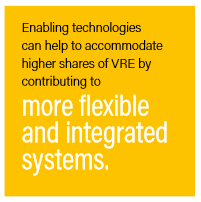 Enabling technologies
can help to accommodate
higher shares of VRE by
contributing to
more flexible
and integrated
systems.